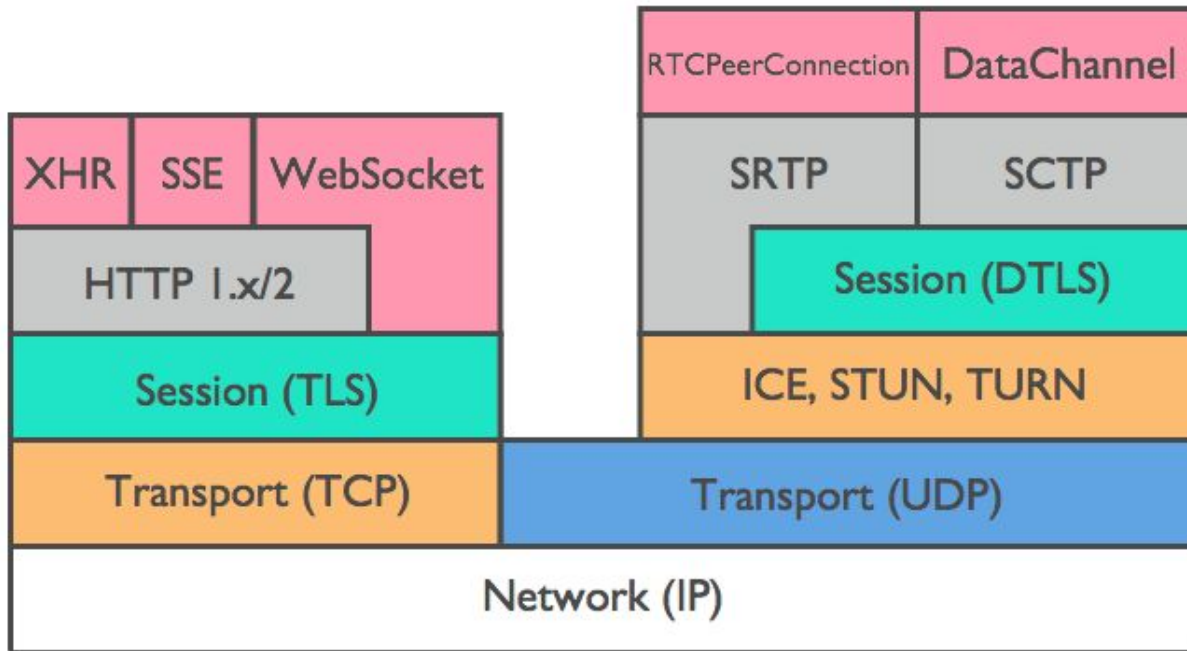 RTCPeerConnection
DataChannel
XHR
SSE
WebSocket
SRTP
SCTP
HTTP 1.x/2
Session (DTLS)
Session (TLS)
ICE, STUN, TURN
Transport (TCP)
Transport (UDP)
Network (IP)